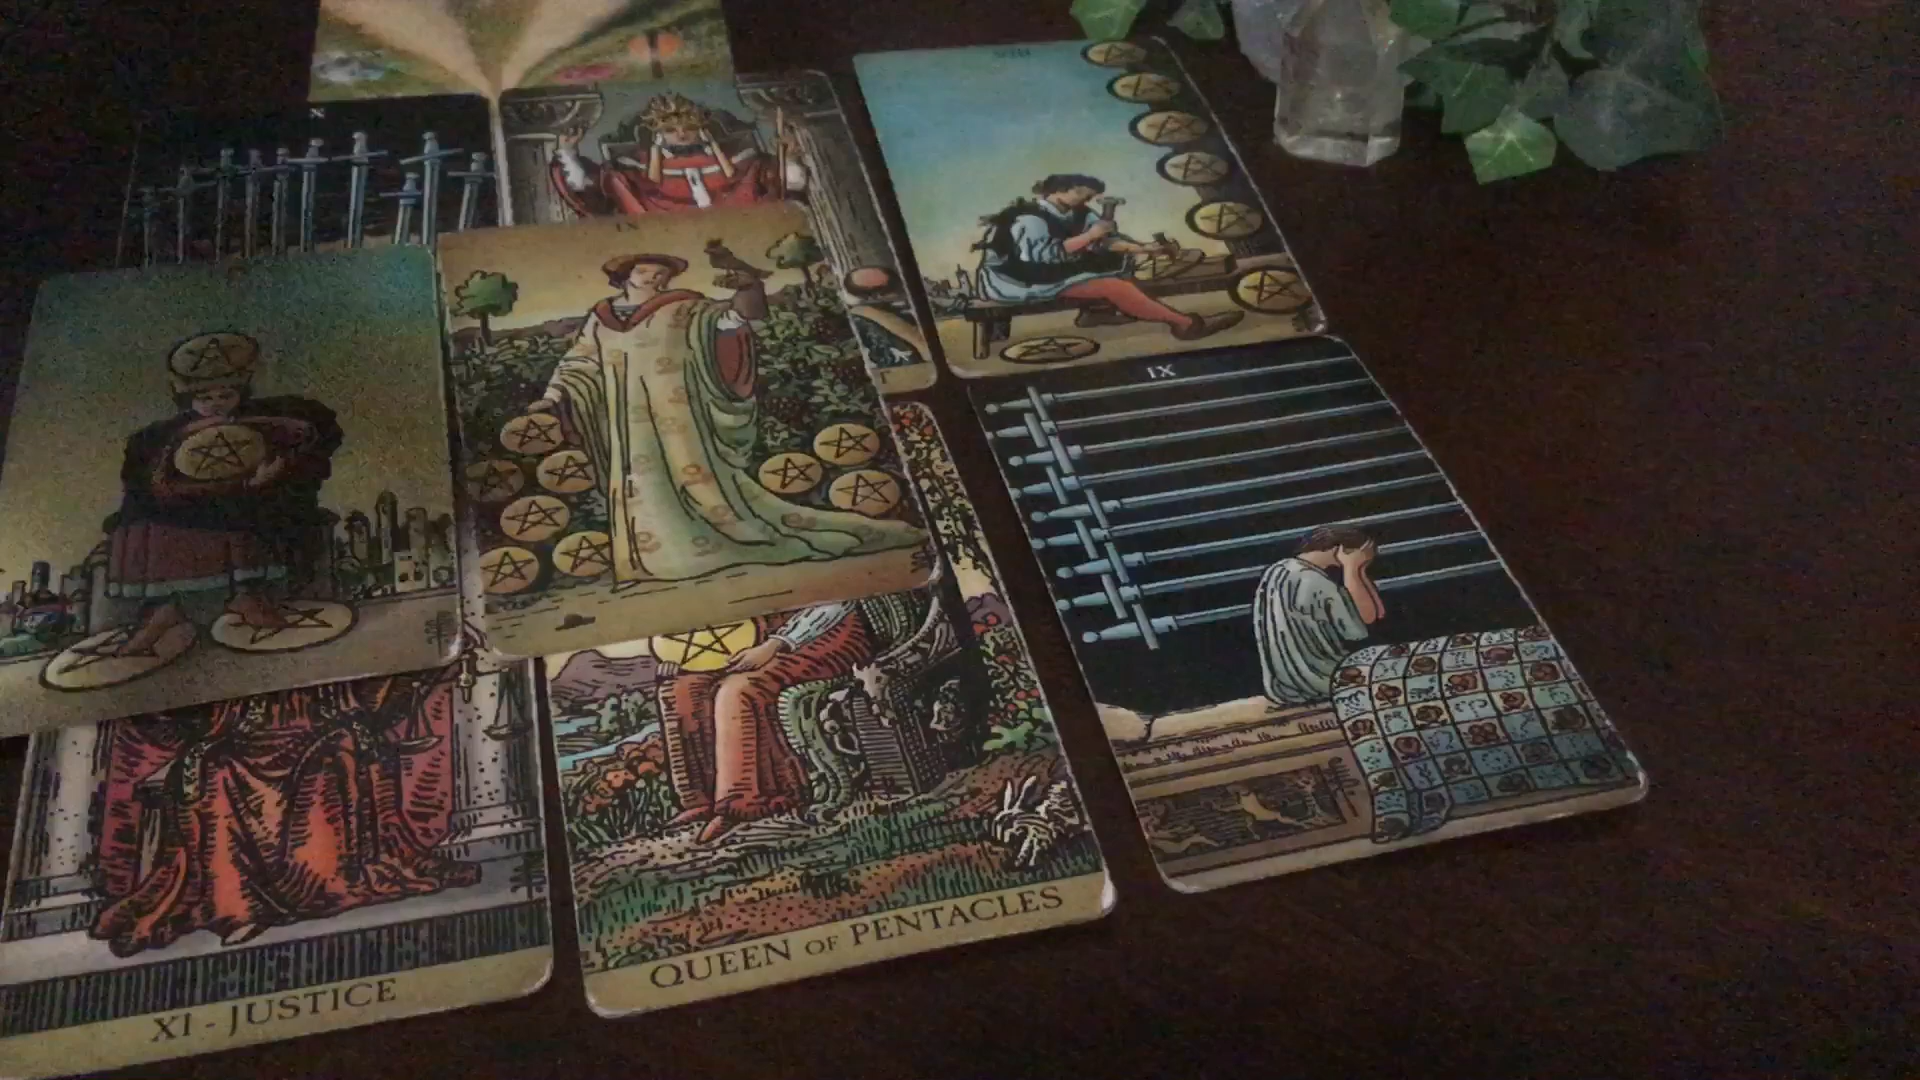 X
IX
IX
XI - JUSTICE
QUEEN OF PENTACLES